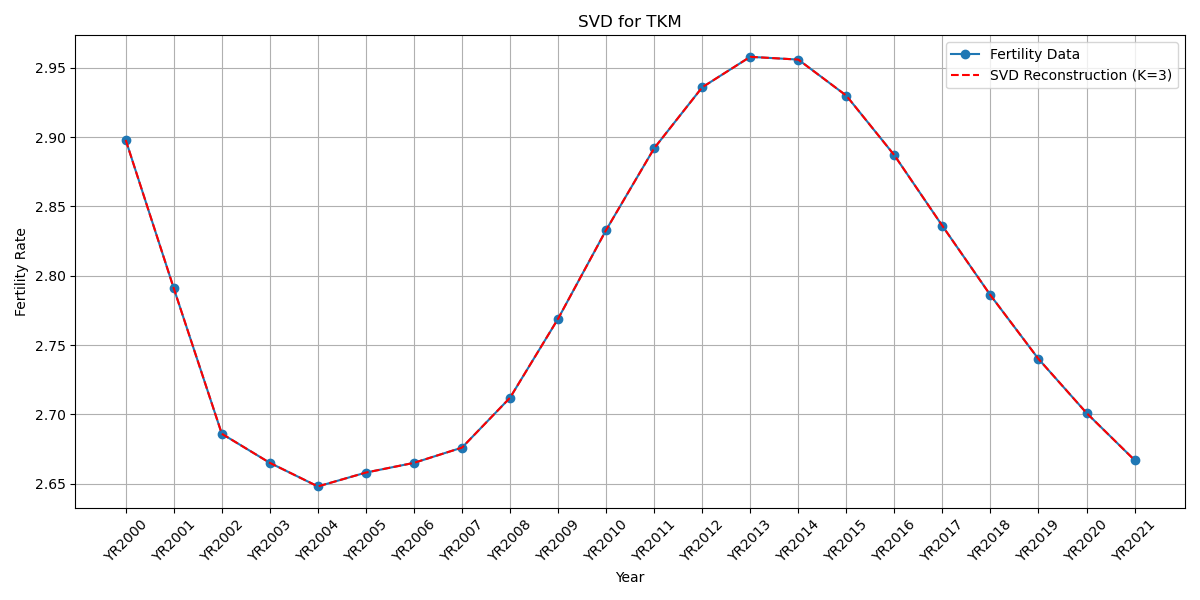 SVD for TKM
Fertility Data
SVD Reconstruction (K=3)
Fertility Rate
2.95
2.90
2.85
2.80
2.75
2.70
2.65
YR2000
YR2001
YR2002
YR2003
YR2004
YR2005
YR2006
YR2007
YR2008
YR2009
YR2010
YR2011
YR2012
YR2013
YR2014
YR2015
YR2016
YR2017
YR2018
YR2019
YR2020
YR2021
Year